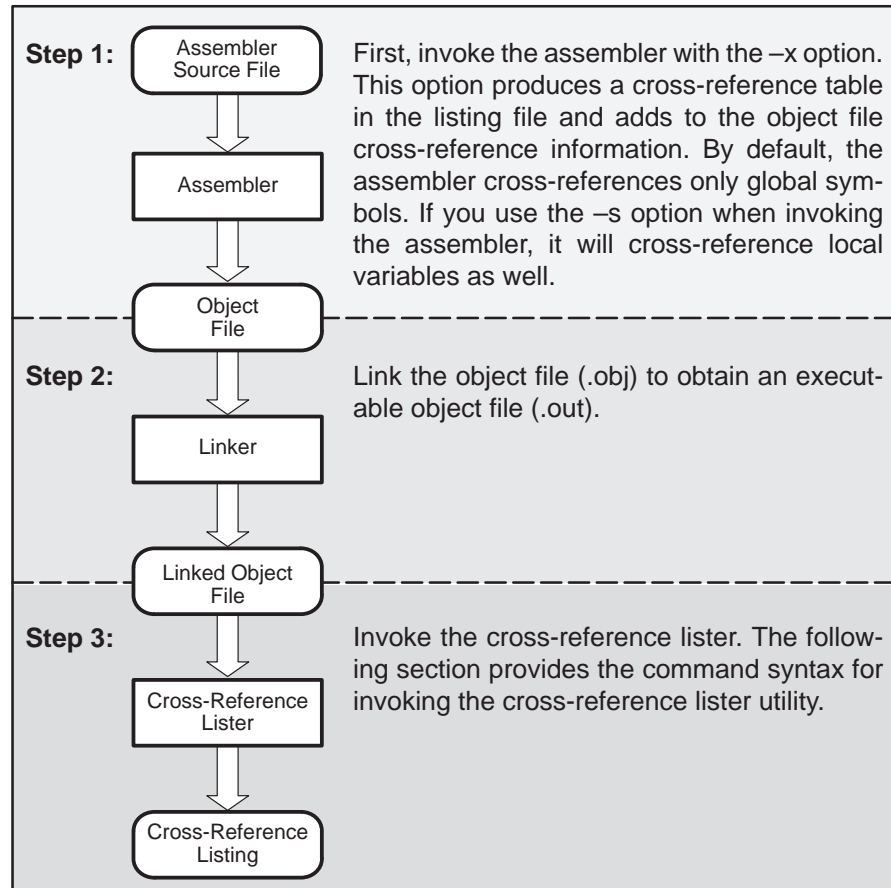 Step 1:
Assembler
Source File
Assembler
Object
File
First, invoke the assembler with the –x option.
This option produces a cross-reference table
in the listing file and adds to the object file
cross-reference information. By default, the
assembler cross-references only global sym-
bols. If you use the –s option when invoking
the assembler, it will cross-reference local
variables as well.
Step 2:
Linker
Linked Object
File
Link the object file (.obj) to obtain an execut-
able object file (.out).
Step 3:
Cross-Reference
Lister
Cross-Reference
Listing
Invoke the cross-reference lister. The follow-
ing section provides the command syntax for
invoking the cross-reference lister utility.